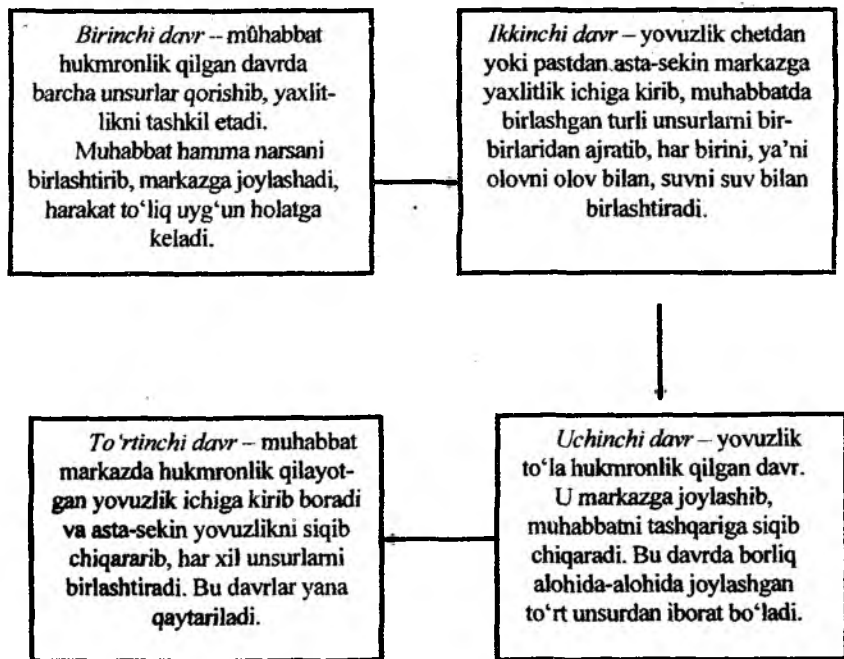 Birinchi davr – mûhabbat
hukmronlik qilgan davrda
barcha unsurlar qorishib, yaxlit-
likni tashkil etadi.
Muhabbat hamma narsani
birlashtirib, markazga joylashadi,
harakat to‘liq uyg‘un holatga
keladi.
Ikkinchi davr – yovuzlik chetdan
yoki pastdan asta-sekin markazga
yaxlitlik ichiga kirib, muhabbatda
birlashgan turli unsurlarni bir-
birlaridan ajratib, har birini, ya’ni
olovni olov bilan, suvni suv bilan
birlashtiradi.
Uchinchi davr – yovuzlik
to‘la hukmronlik qilgan davr.
U markazga joylashib,
muhabbatni tashqariga siqib
chiqaradi. Bu davrda borliq
alohida-alohida joylashgan
to‘rt unsurdan iborat bo‘ladi.
To‘rtinchi davr – muhabbat
markazda hukmronlik qilayot-
gan yovuzlik ichiga kirib boradi
va asta-sekin yovuzlikni siqib
chiqararib, har xil unsurlarni
birlashtiradi. Bu davrlar yana
qaytariladi.